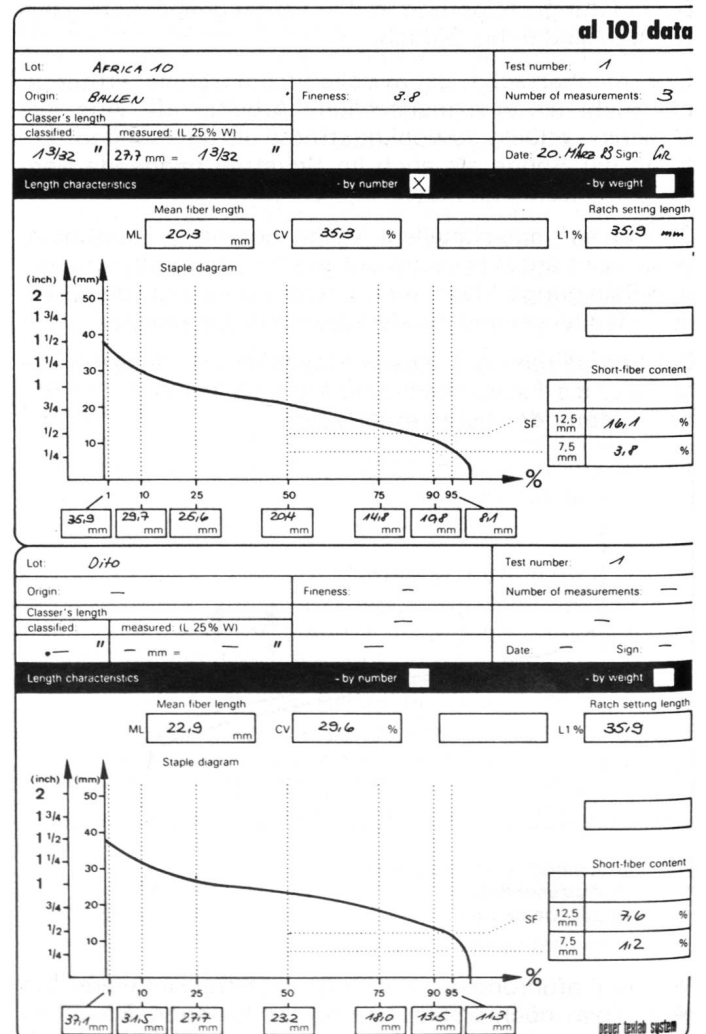 al 101 data
Lot: AFRICA 10 Test number: 1
Origin: BALLEN Fineness: 3.8 Number of measurements: 3
Classer's length
classified: measured: (L 25% W)
1 3/32 " 27.7 mm = 1 3/32 " Date: 20. März 83 Sign: GR
Length characteristics - by number X - by weight
Mean fiber length Ratch setting length
ML 20,3 mm CV 35,3 % L1% 35,9 mm
Staple diagram
(inch) (mm)
2 50
1 3/4
1 1/2 40
1 1/4 30
1
3/4 20
1/2 10
1/4
Short-fiber content
SF 12,5 mm 16,1 %
7,5 mm 3,8 %
%
1 10 25 50 75 90 95
35,9 mm 29,7 mm 25,6 mm 20,4 mm 14,8 mm 10,8 mm 8,1 mm
Lot: Dito Test number: 1
Origin: — Fineness: — Number of measurements: —
Classer's length — —
classified: measured: (L 25% W)
— " — mm = — " — Date — Sign: —
Length characteristics - by number - by weight
Mean fiber length Ratch setting length
ML 22,9 mm CV 29,6 % L1% 35,9
Staple diagram
(inch) (mm)
2 50
1 3/4
1 1/2 40
1 1/4 30
1
3/4 20
1/2 10
1/4
Short-fiber content
SF 12,5 mm 7,6 %
7,5 mm 1,2 %
%
1 10 25 50 75 90 95
37,1 mm 31,5 mm 27,7 mm 23,2 mm 18,0 mm 13,5 mm 11,3 mm